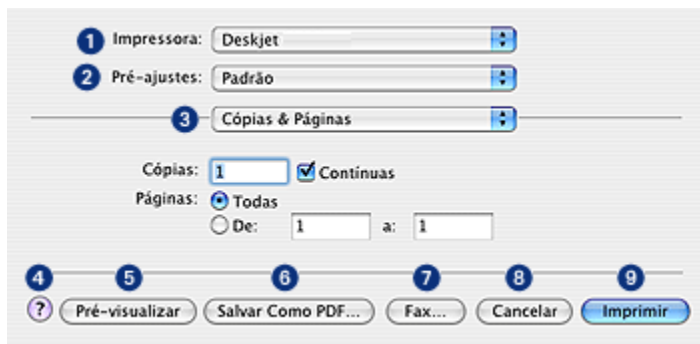 1 Impressora: Deskjet
2 Pré-ajustes: Padrão
3 Cópias & Páginas
Cópias: 1 Contínuas
Páginas: Todas
De: 1 a: 1
4 5 6 7 8 9
? Pré-visualizar Salvar Como PDF... Fax... Cancelar Imprimir